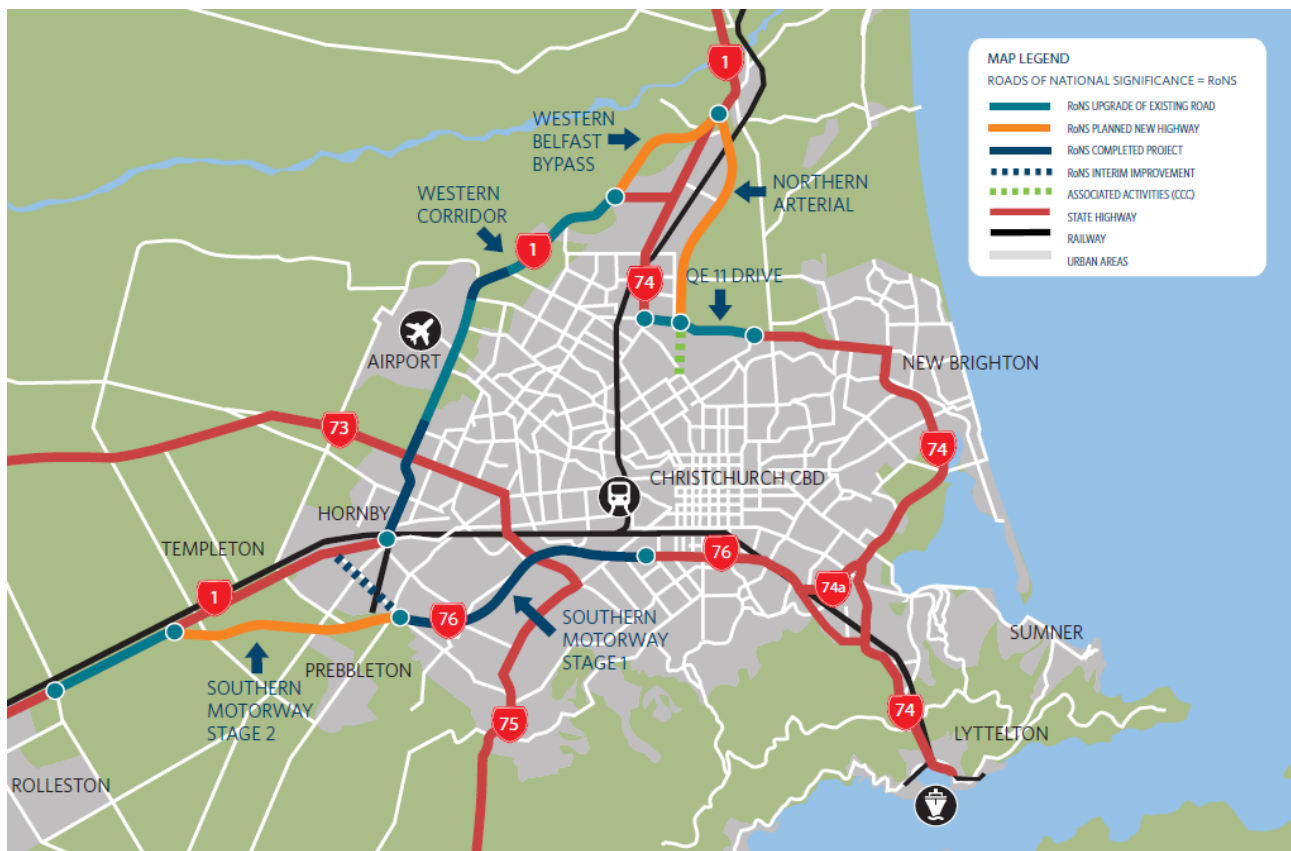 1
MAP LEGEND
ROADS OF NATIONAL SIGNIFICANCE = RoNS
RoNS UPGRADE OF EXISTING ROAD
RoNS PLANNED NEW HIGHWAY
RoNS COMPLETED PROJECT
RoNS INTERIM IMPROVEMENT
ASSOCIATED ACTIVITIES (CCC)
STATE HIGHWAY
RAILWAY
URBAN AREAS
WESTERN
BELFAST
BYPASS
WESTERN
CORRIDOR
NORTHERN
ARTERIAL
1
74
QE 11 DRIVE
AIRPORT
NEW BRIGHTON
73
74
CHRISTCHURCH CBD
HORNBY
TEMPLETON
76
74a
1
76
SOUTHERN
MOTORWAY
STAGE 1
SUMNER
PREBBLETON
SOUTHERN
MOTORWAY
STAGE 2
75
74
LYTTELTON
ROLLESTON